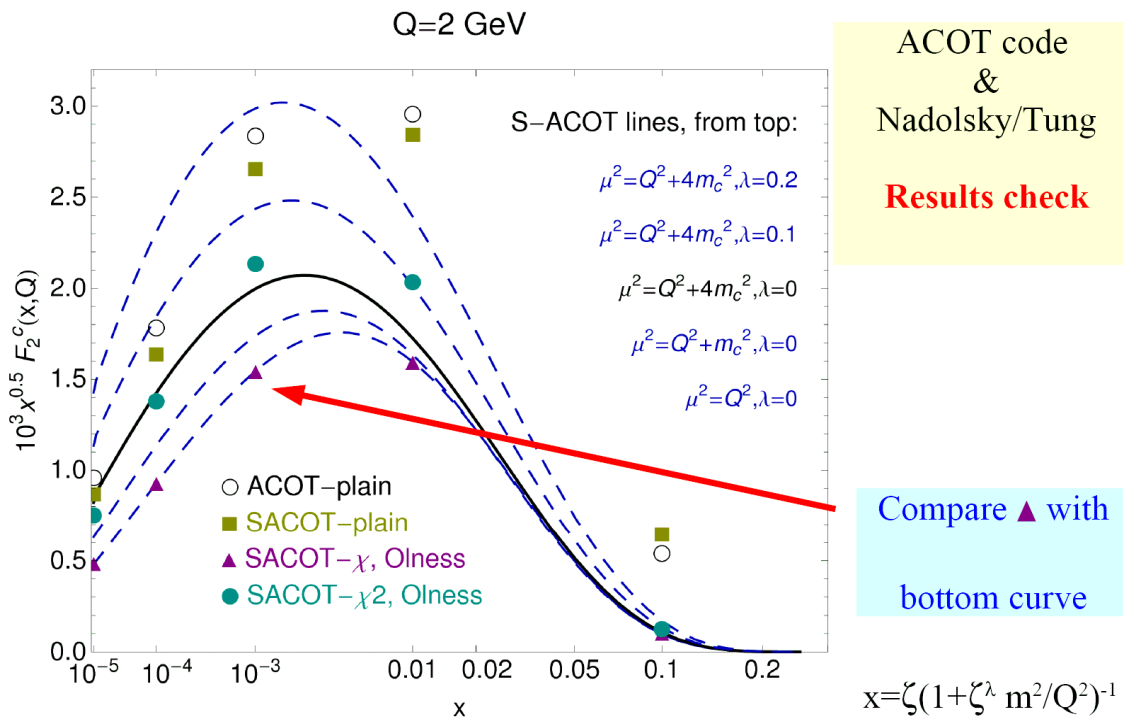 Q=2 GeV
ACOT code
&
Nadolsky/Tung
Results check
S−ACOT lines, from top:
μ²=Q²+4m_c²,λ=0.2
μ²=Q²+4m_c²,λ=0.1
μ²=Q²+4m_c²,λ=0
μ²=Q²+m_c²,λ=0
μ²=Q²,λ=0
10³x^0.5 F₂^c(x,Q)
3.0
2.5
2.0
1.5
1.0
0.5
0.0
ACOT−plain
SACOT−plain
SACOT−χ, Olness
SACOT−χ2, Olness
10⁻⁵ 10⁻⁴ 10⁻³ 0.01 0.02 0.05 0.1 0.2
x
Compare ▲ with
bottom curve
x=ζ(1+ζ^λ m²/Q²)⁻¹